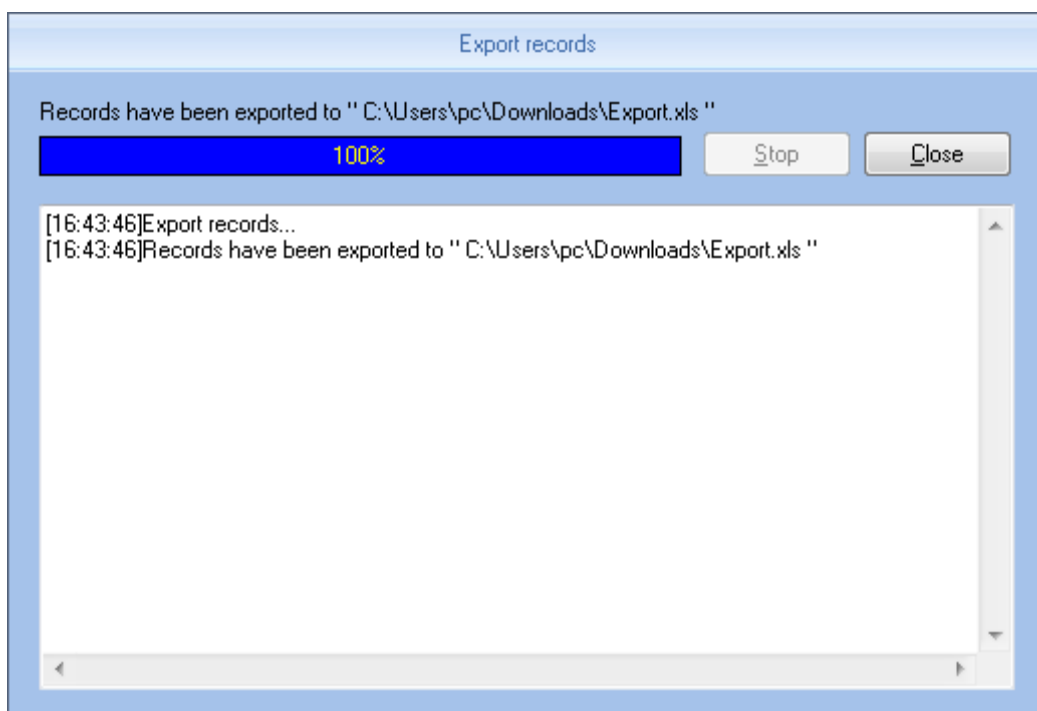 Export records
Records have been exported to " C:\Users\pc\Downloads\Export.xls "
100%
Stop
Close
[16:43:46]Export records...
[16:43:46]Records have been exported to " C:\Users\pc\Downloads\Export.xls "